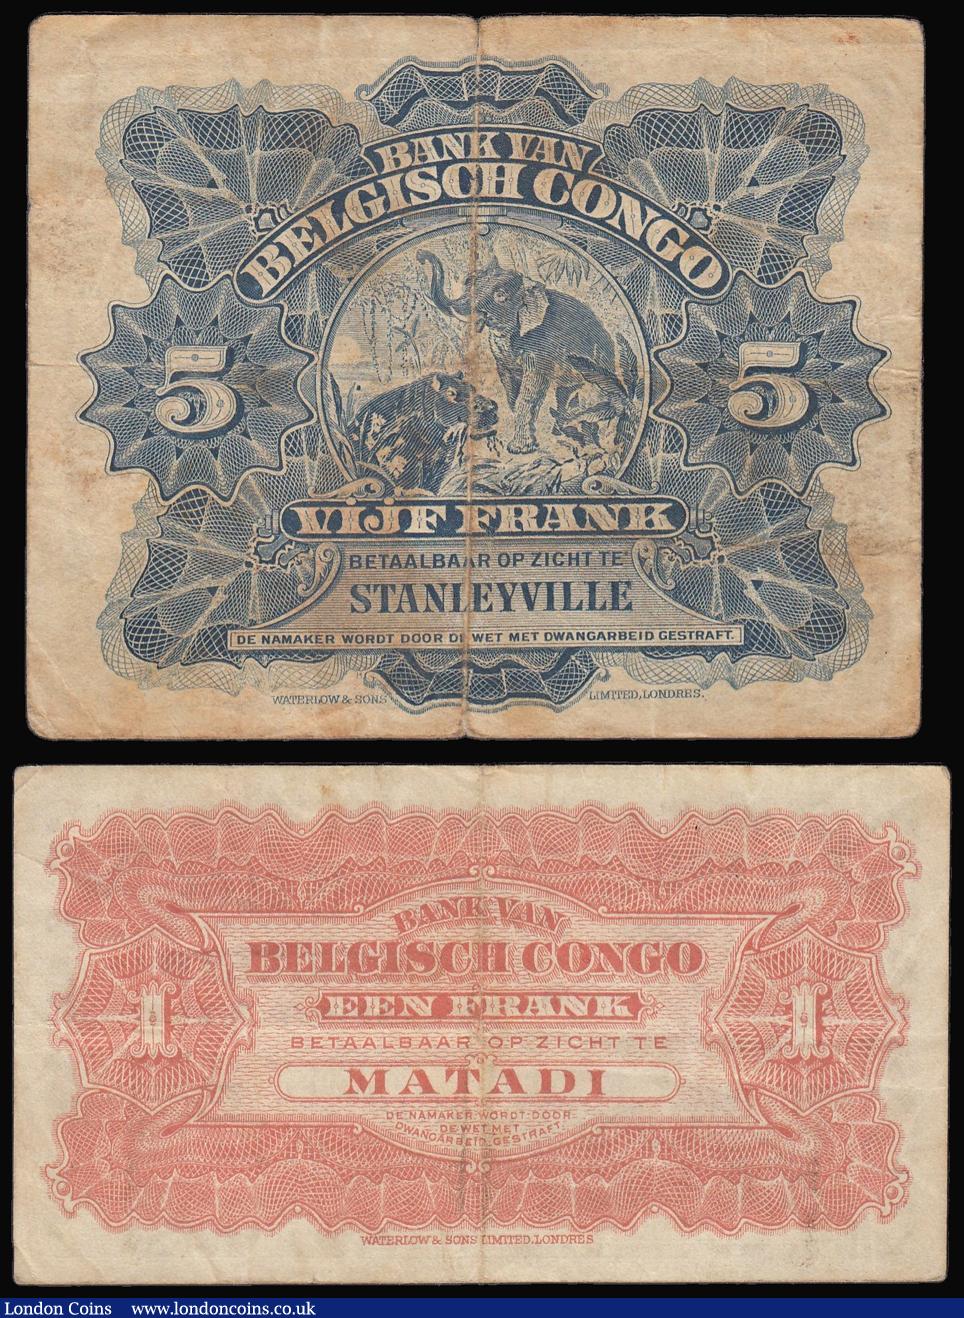 BANK VAN
BELGISCH CONGO
5 5
VIJF FRANK
BETAALBAAR OP ZICHT TE
STANLEYVILLE
DE NAMAKER WORDT DOOR DE WET MET DWANGARBEID GESTRAFT.
WATERLOW & SONS LIMITED, LONDRES.
BANK VAN
BELGISCH CONGO
EEN FRANK
1 1
BETAALBAAR OP ZICHT TE
MATADI
DE NAMAKER WORDT DOOR
DE WET MET
DWANGARBEID GESTRAFT.
WATERLOW & SONS LIMITED, LONDRES
London Coins www.londoncoins.co.uk